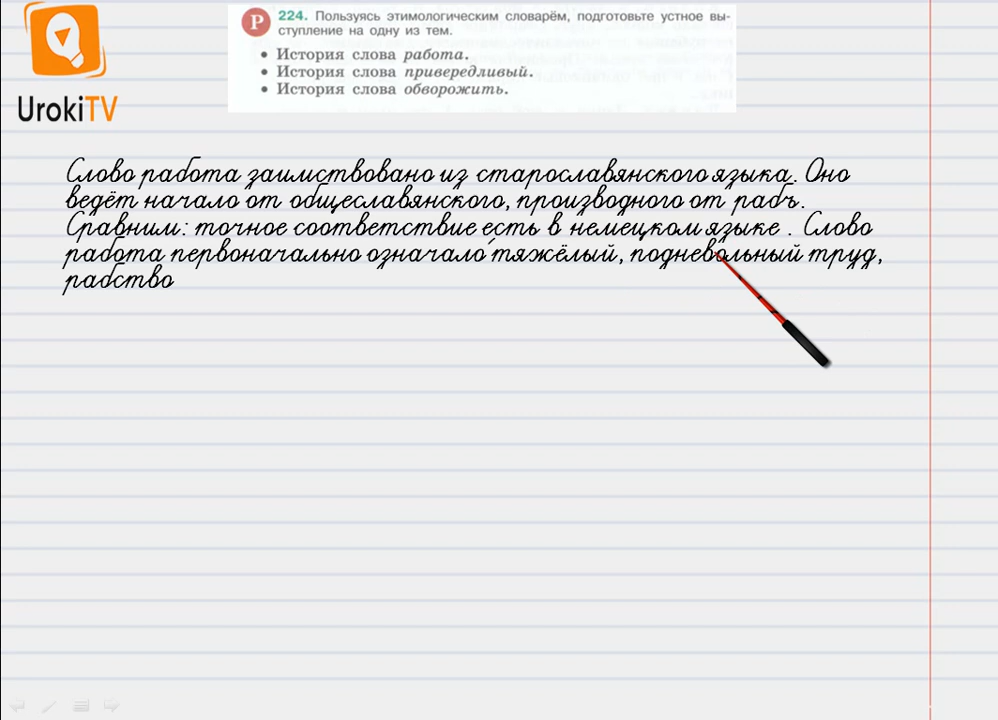 Р 224. Пользуясь этимологическим словарём, подготовьте устное вы-
ступление на одну из тем.
• История слова работа.
• История слова привередливый.
• История слова обворожить.
UrokiTV
Слово работа заимствовано из старославянского языка. Оно
ведёт начало от общеславянского, производного от рабъ.
Сравним: точное соответствие есть в немецком языке . Слово
работа первоначально означало тяжёлый, подневольный труд,
рабство